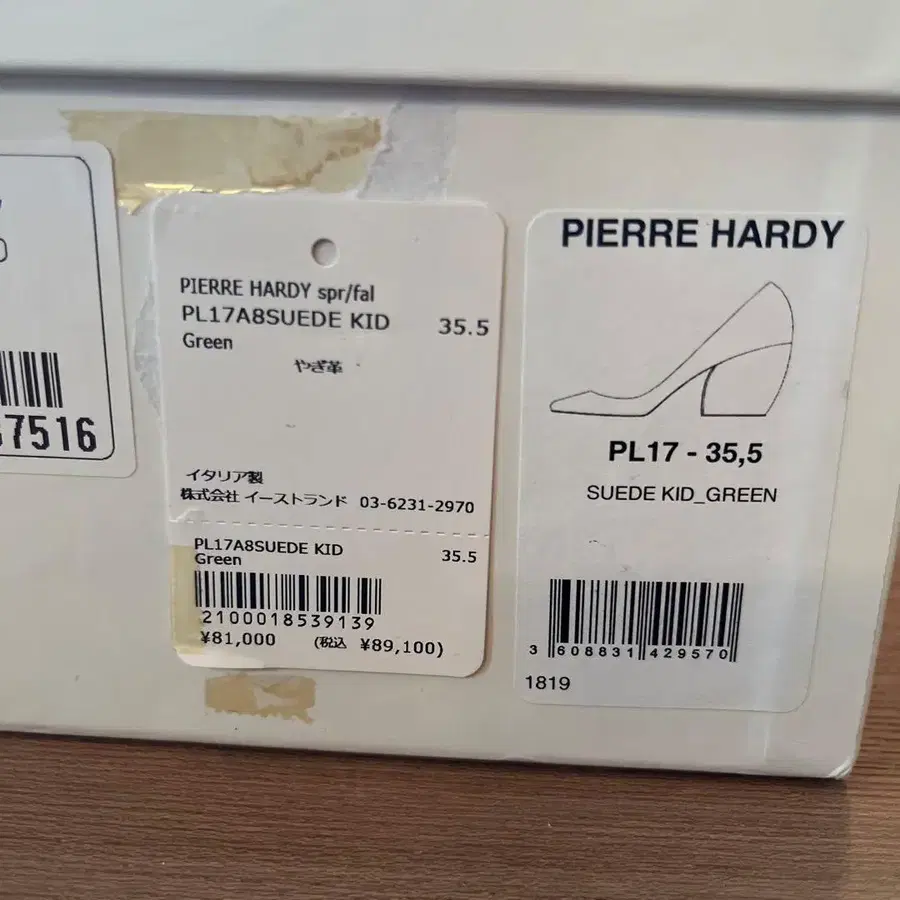 7516
PIERRE HARDY spr/fal
PL17A8SUEDE KID 35.5
Green
やぎ革
イタリア製
株式会社 イーストランド 03-6231-2970
PL17A8SUEDE KID 35.5
Green
2100018539139
¥81,000 (税込 ¥89,100)
PIERRE HARDY
PL17 - 35,5
SUEDE KID_GREEN
3 608831 429570
1819